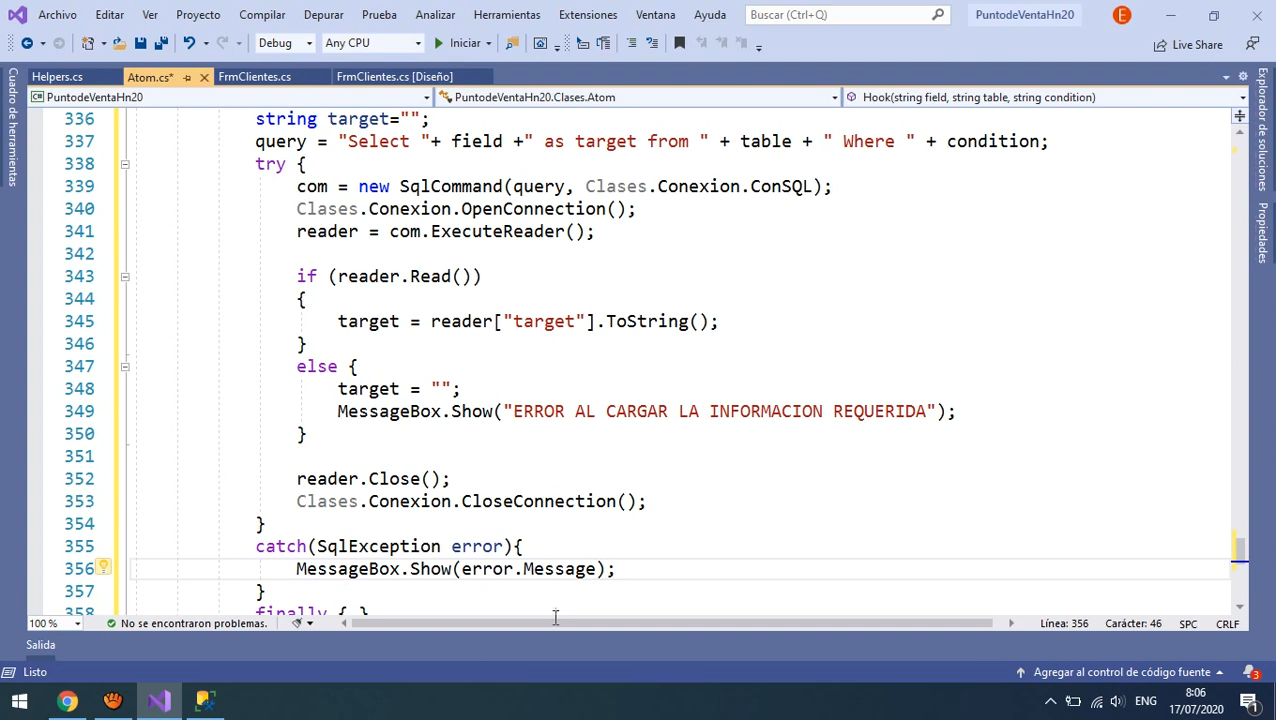 Archivo Editar Ver Proyecto Compilar Depurar Prueba Analizar Herramientas Extensiones Ventana Ayuda Buscar (Ctrl+Q) PuntodeVentaHn20 E
Debug Any CPU Iniciar Live Share
Helpers.cs Atom.cs* FrmClientes.cs FrmClientes.cs [Diseño]
PuntodeVentaHn20 PuntodeVentaHn20.Clases.Atom Hook(string field, string table, string condition)
Cuadro de herramientas
Explorador de soluciones
Propiedades
336 string target="";
337 query = "Select "+ field +" as target from " + table + " Where " + condition;
338 try {
339 com = new SqlCommand(query, Clases.Conexion.ConSQL);
340 Clases.Conexion.OpenConnection();
341 reader = com.ExecuteReader();
342
343 if (reader.Read())
344 {
345 target = reader["target"].ToString();
346 }
347 else {
348 target = "";
349 MessageBox.Show("ERROR AL CARGAR LA INFORMACION REQUERIDA");
350 }
351
352 reader.Close();
353 Clases.Conexion.CloseConnection();
354 }
355 catch(SqlException error){
356 MessageBox.Show(error.Message);
357 }
358 finally { }
100 % No se encontraron problemas. Línea: 356 Carácter: 46 SPC CRLF
Salida
Listo Agregar al control de código fuente 3
ENG 8:06
17/07/2020 1